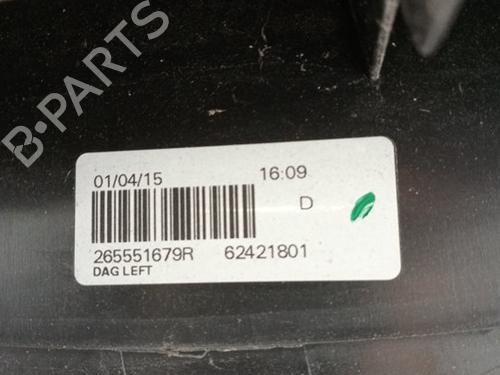 B-PARTS
01/04/15 16:09
D
265551679R 62421801
DAG LEFT